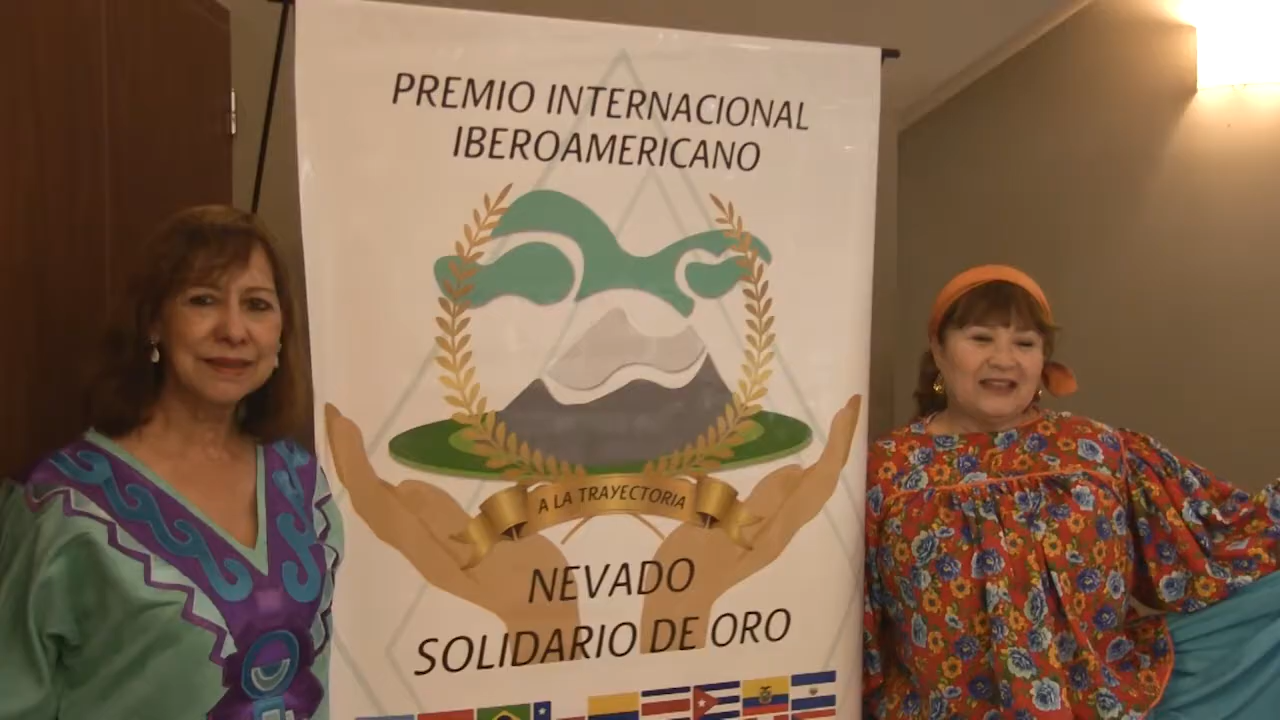 PREMIO INTERNACIONAL
IBEROAMERICANO
A LA TRAYECTORIA
NEVADO
SOLIDARIO DE ORO